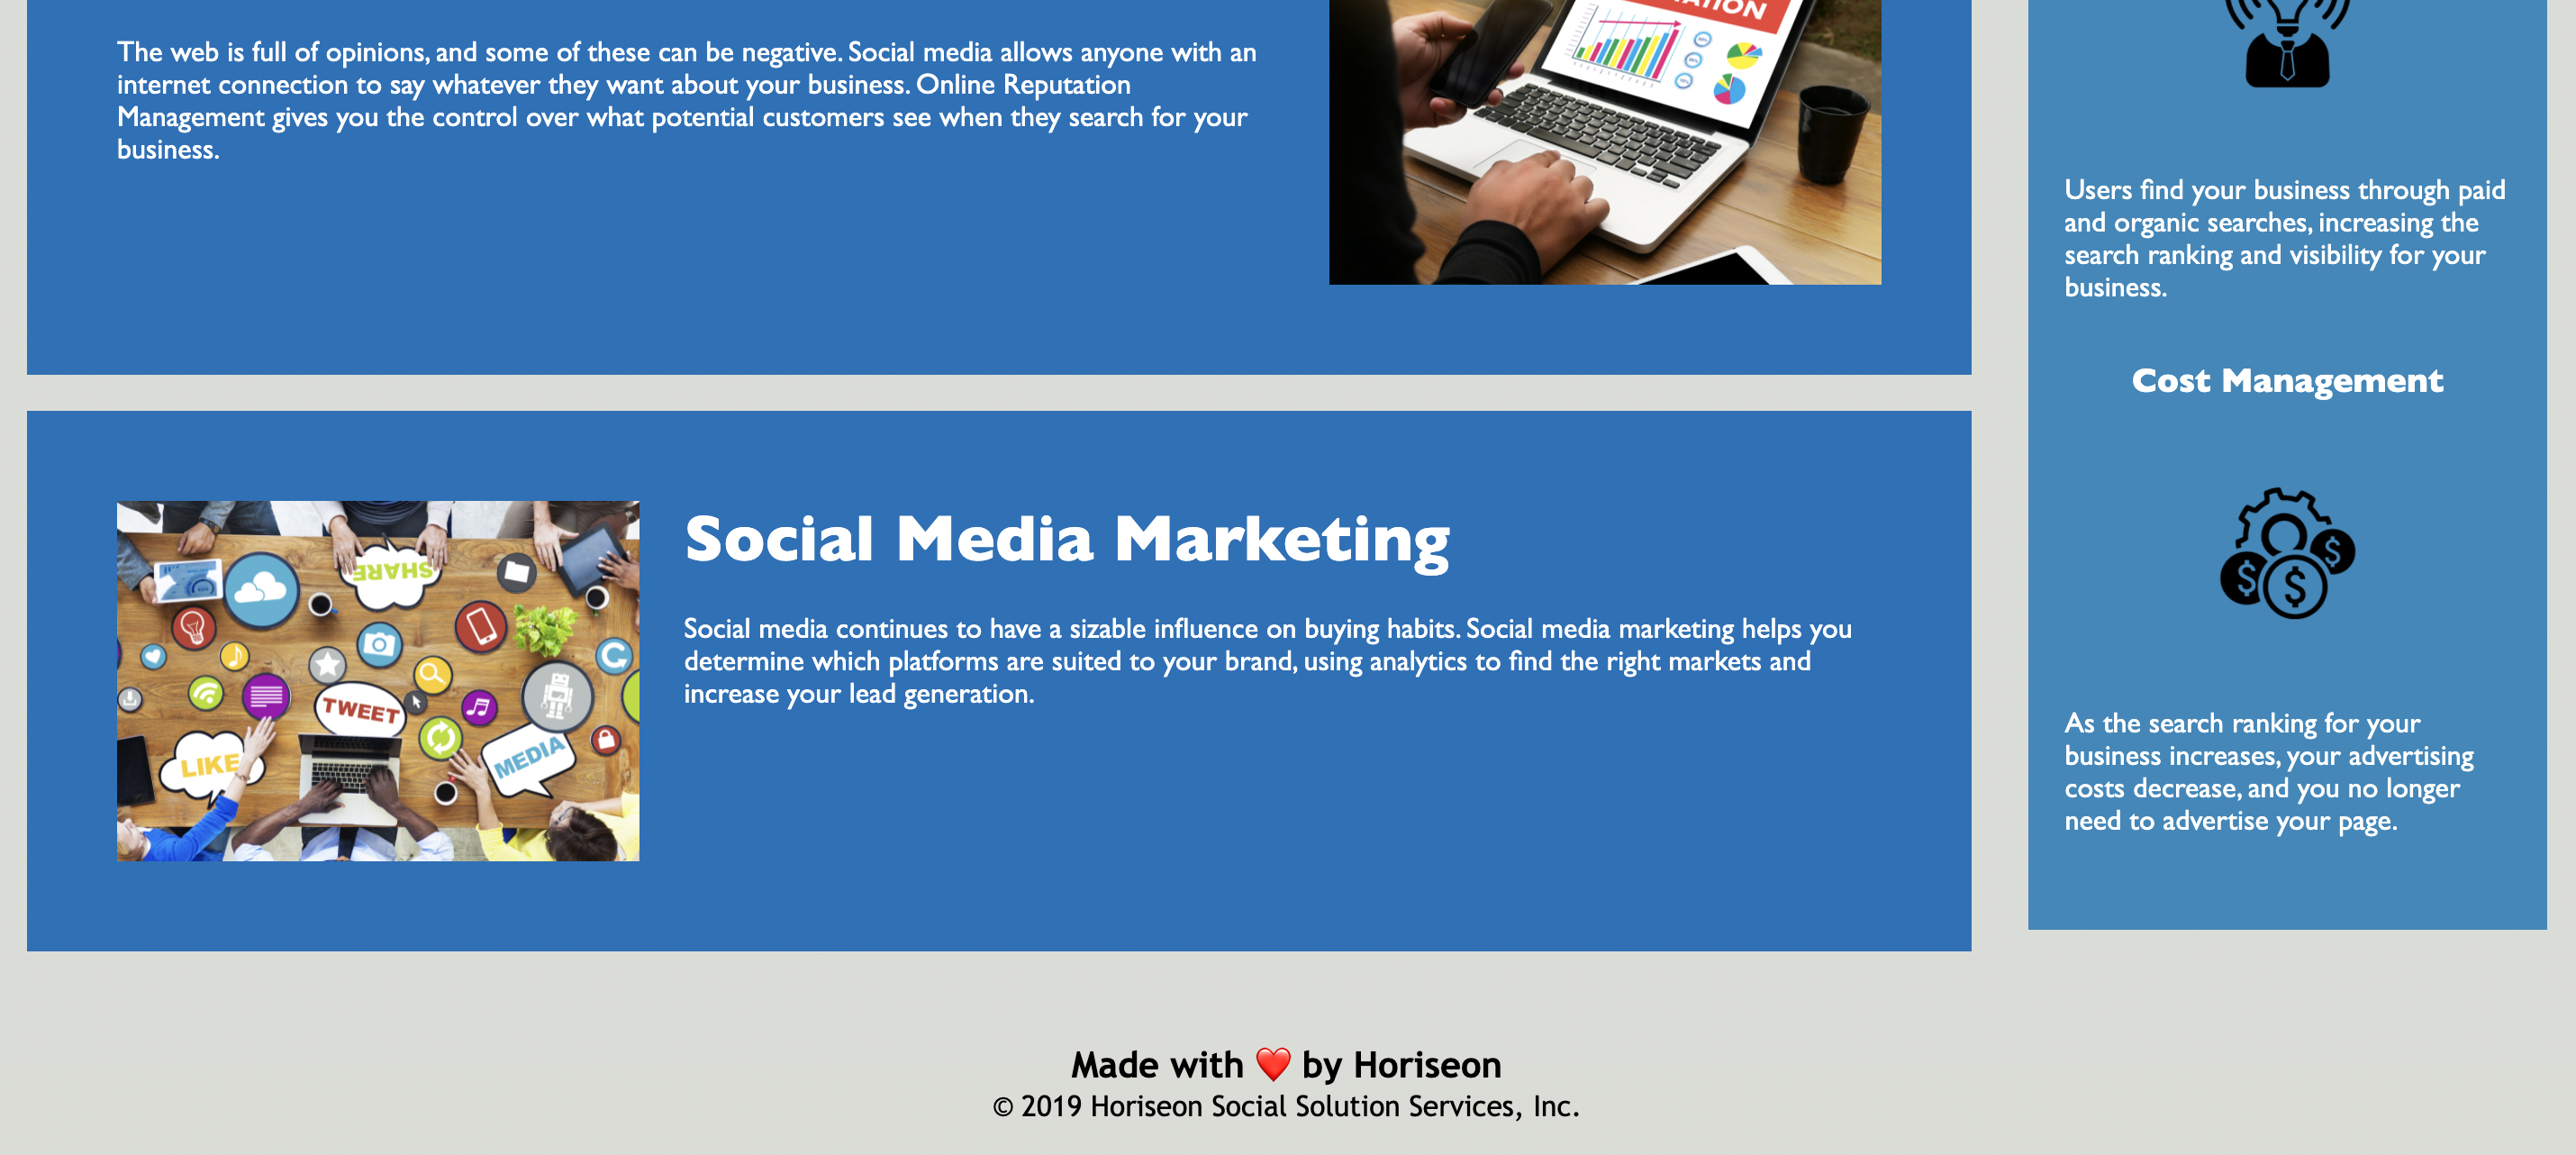 The web is full of opinions, and some of these can be negative. Social media allows anyone with an
internet connection to say whatever they want about your business. Online Reputation
Management gives you the control over what potential customers see when they search for your
business.
Social Media Marketing
Social media continues to have a sizable influence on buying habits. Social media marketing helps you
determine which platforms are suited to your brand, using analytics to find the right markets and
increase your lead generation.
SHARE
TWEET
LIKE
MEDIA
Users find your business through paid
and organic searches, increasing the
search ranking and visibility for your
business.
Cost Management
$
$
$
As the search ranking for your
business increases, your advertising
costs decrease, and you no longer
need to advertise your page.
Made with ❤️ by Horiseon
© 2019 Horiseon Social Solution Services, Inc.